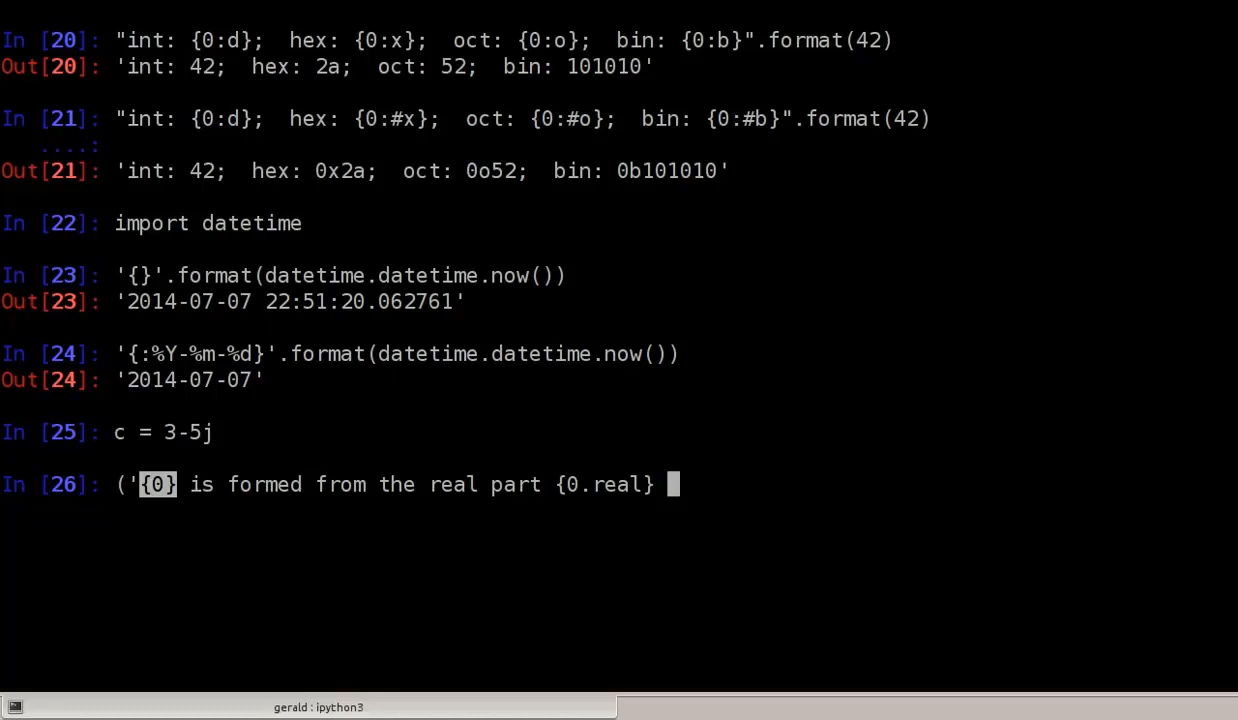 In [20]: "int: {0:d};  hex: {0:x};  oct: {0:o};  bin: {0:b}".format(42)
Out[20]: 'int: 42;  hex: 2a;  oct: 52;  bin: 101010'
In [21]: "int: {0:d};  hex: {0:#x};  oct: {0:#o};  bin: {0:#b}".format(42)
   ....:
Out[21]: 'int: 42;  hex: 0x2a;  oct: 0o52;  bin: 0b101010'
In [22]: import datetime
In [23]: '{}'.format(datetime.datetime.now())
Out[23]: '2014-07-07 22:51:20.062761'
In [24]: '{:%Y-%m-%d}'.format(datetime.datetime.now())
Out[24]: '2014-07-07'
In [25]: c = 3-5j
In [26]: ('{0} is formed from the real part {0.real}
gerald : ipython3